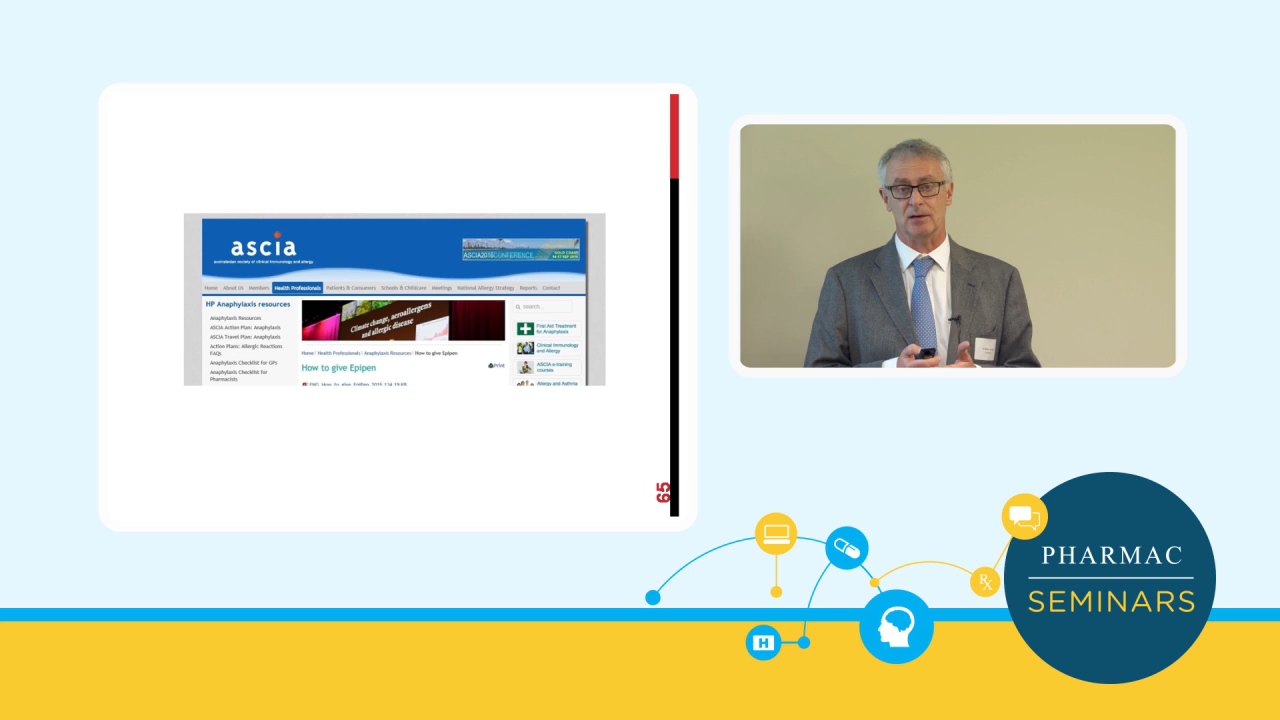 ascia
australasian society of clinical immunology and allergy
ASCIA2016CONFERENCE
GOLD COAST
Home About Us Members Health Professionals Patients & Consumers Schools & Childcare Meetings National Allergy Strategy Reports Contact
HP Anaphylaxis resources
Anaphylaxis Resources
ASCIA Action Plan: Anaphylaxis
ASCIA Travel Plan: Anaphylaxis
Action Plans: Allergic Reactions
FAQs
Anaphylaxis Checklist for GPs
Anaphylaxis Checklist for
Pharmacists
Climate change, aeroallergens
and allergic disease
Home / Health Professionals / Anaphylaxis Resources / How to give Epipen
How to give Epipen
Print
search...
First Aid Treatment
for Anaphylaxis
Clinical Immunology
and Allergy
ASCIA e-training
courses
Allergy and Asthma
65
Rx
H
PHARMAC
SEMINARS